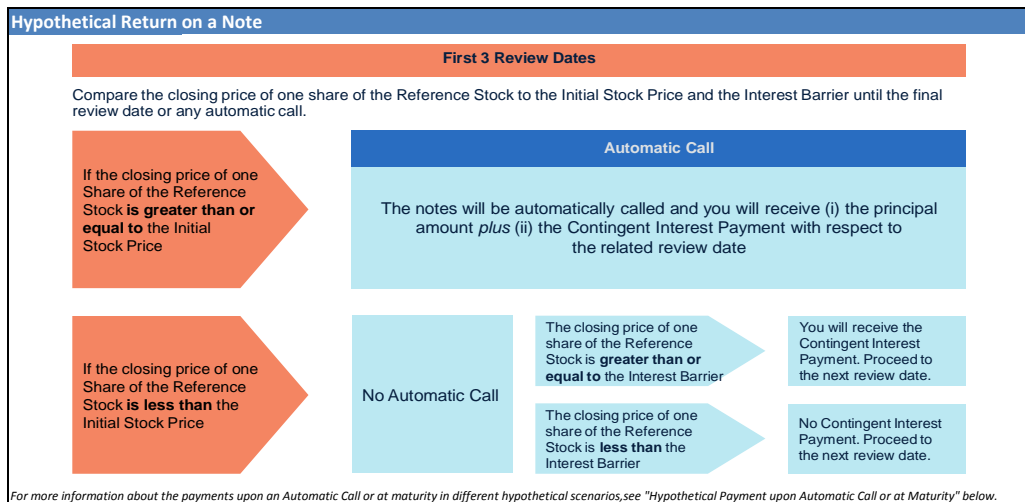 Hypothetical Return on a Note
First 3 Review Dates
Compare the closing price of one share of the Reference Stock to the Initial Stock Price and the Interest Barrier until the final
review date or any automatic call.
If the closing price of one
Share of the Reference
Stock is greater than or
equal to the Initial
Stock Price
Automatic Call
The notes will be automatically called and you will receive (i) the principal
amount plus (ii) the Contingent Interest Payment with respect to
the related review date
If the closing price of one
Share of the Reference
Stock is less than the
Initial Stock Price
No Automatic Call
The closing price of one
share of the Reference
Stock is greater than or
equal to the Interest Barrier
You will receive the
Contingent Interest
Payment. Proceed to
the next review date.
The closing price of one
share of the Reference
Stock is less than the
Interest Barrier
No Contingent Interest
Payment. Proceed to
the next review date.
For more information about the payments upon an Automatic Call or at maturity in different hypothetical scenarios,see "Hypothetical Payment upon Automatic Call or at Maturity" below.